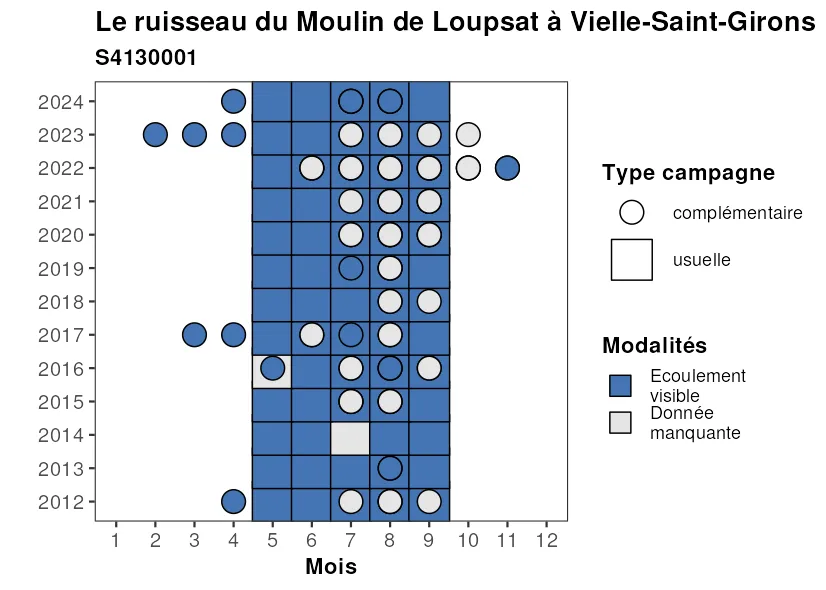 Le ruisseau du Moulin de Loupsat à Vielle-Saint-Girons
S4130001
2024
2023
2022
2021
2020
2019
2018
2017
2016
2015
2014
2013
2012
1 2 3 4 5 6 7 8 9 10 11 12
Mois
Type campagne
complémentaire
usuelle
Modalités
Ecoulement
visible
Donnée
manquante